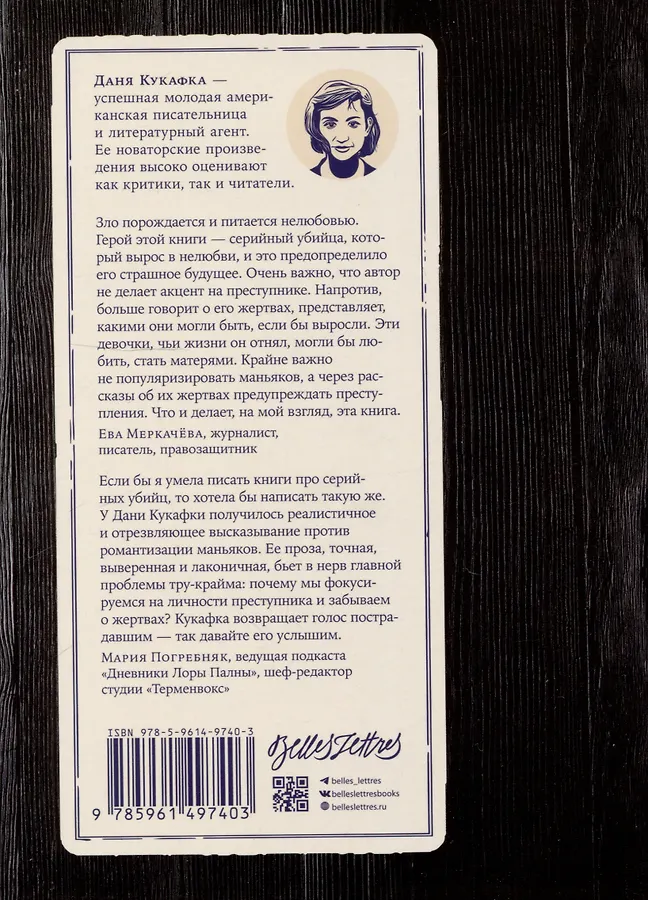 Даня Кукафка —
успешная молодая амери-
канская писательница
и литературный агент.
Ее новаторские произве-
дения высоко оценивают
как критики, так и читатели.
Зло порождается и питается нелюбовью.
Герой этой книги — серийный убийца, кото-
рый вырос в нелюбви, и это предопределило
его страшное будущее. Очень важно, что автор
не делает акцент на преступнике. Напротив,
больше говорит о его жертвах, представляет,
какими они могли быть, если бы выросли. Эти
девочки, чьи жизни он отнял, могли бы лю-
бить, стать матерями. Крайне важно
не популяризировать маньяков, а через рас-
сказы об их жертвах предупреждать престу-
пления. Что и делает, на мой взгляд, эта книга.
Ева Меркачёва, журналист,
писатель, правозащитник
Если бы я умела писать книги про серий-
ных убийц, то хотела бы написать такую же.
У Дани Кукафки получилось реалистичное
и отрезвляющее высказывание против
романтизации маньяков. Ее проза, точная,
выверенная и лаконичная, бьет в нерв главной
проблемы тру-крайма: почему мы фокуси-
руемся на личности преступника и забываем
о жертвах? Кукафка возвращает голос постра-
давшим — так давайте его услышим.
Мария Погребняк, ведущая подкаста
«Дневники Лоры Палны», шеф-редактор
студии «Терменвокс»
ISBN 978-5-9614-9740-3
9 785961 497403
Belles Lettres
belles_lettres
belleslettresbooks
belleslettres.ru